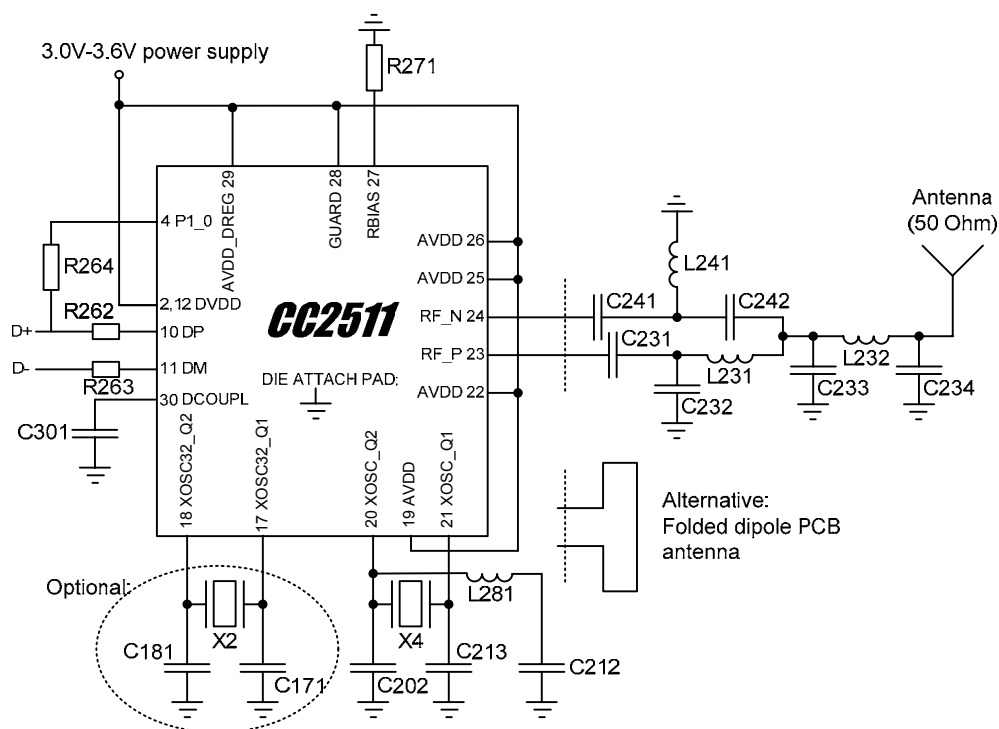 3.0V-3.6V power supply
R271
AVDD_DREG 29
GUARD 28
RBIAS 27
4 P1_0
R264
R262
2, 12 DVDD
D+
10 DP
D-
11 DM
R263
30 DCOUPL
C301
CC2511
DIE ATTACH PAD:
AVDD 26
AVDD 25
RF_N 24
RF_P 23
AVDD 22
18 XOSC32_Q2
17 XOSC32_Q1
20 XOSC_Q2
19 AVDD
21 XOSC_Q1
Antenna
(50 Ohm)
L241
C241
C242
C231
L231
L232
C232
C233
C234
Alternative:
Folded dipole PCB
antenna
Optional:
X2
C181
C171
X4
L281
C202
C213
C212